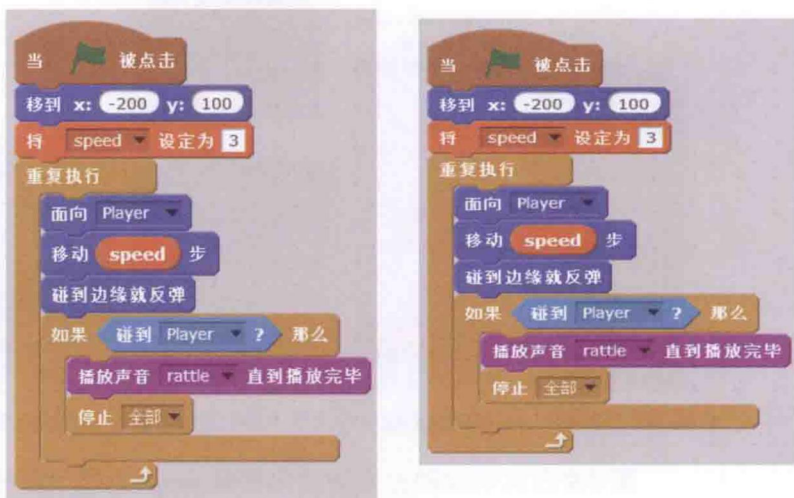 当 被点击
移到 x: -200 y: 100
将 speed 设定为 3
重复执行
面向 Player
移动 speed 步
碰到边缘就反弹
如果 碰到 Player ? 那么
播放声音 rattle 直到播放完毕
停止 全部
当 被点击
移到 x: -200 y: 100
将 speed 设定为 3
重复执行
面向 Player
移动 speed 步
碰到边缘就反弹
如果 碰到 Player ? 那么
播放声音 rattle 直到播放完毕
停止 全部